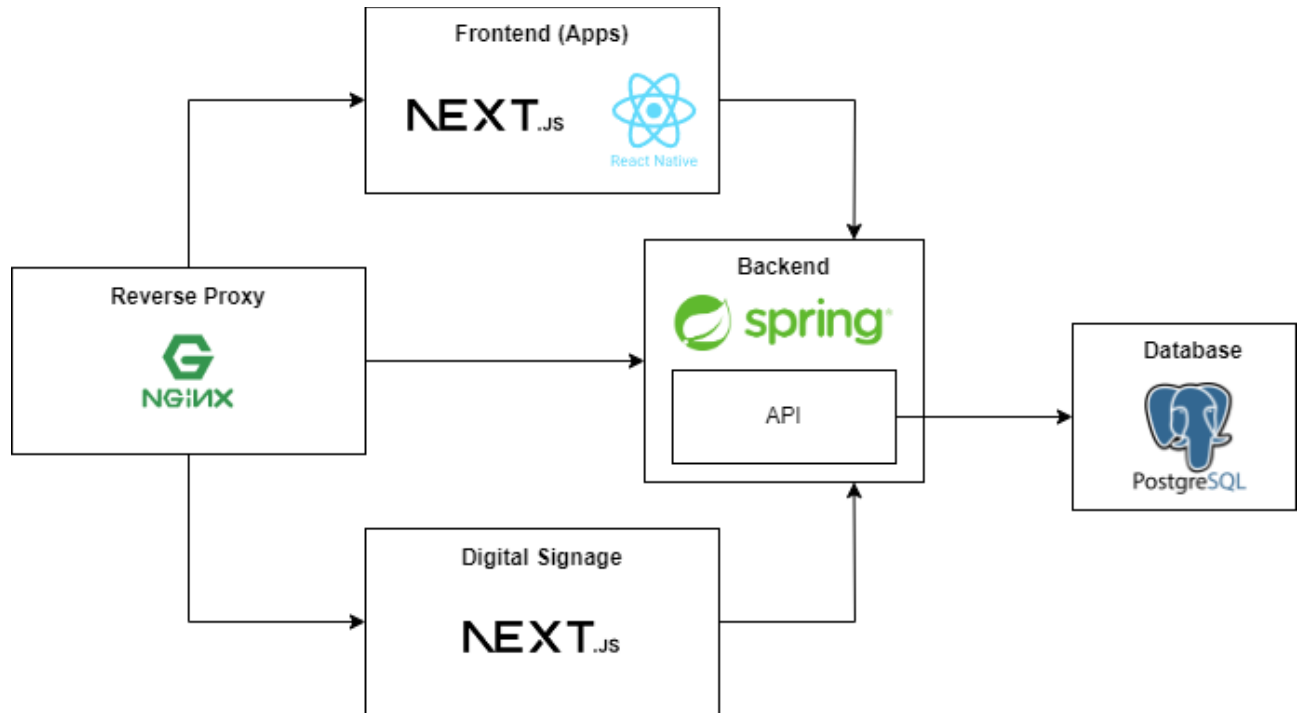 Frontend (Apps)
NEXT.JS
React Native
Reverse Proxy
NGiNX
Backend
spring®
API
Database
PostgreSQL
Digital Signage
NEXT.JS